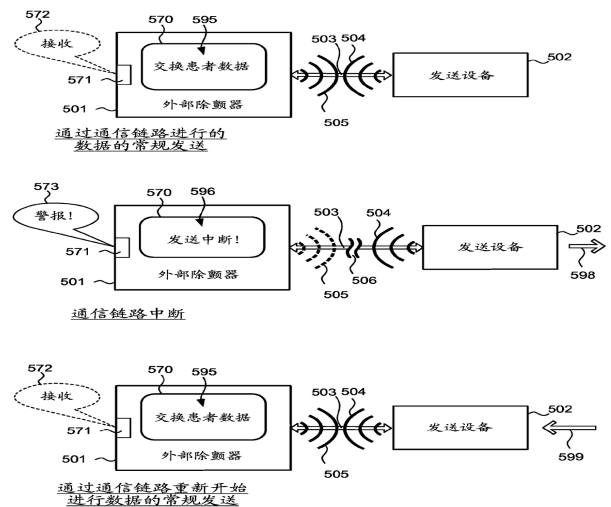 572
接收
571
501
570
595
交换患者数据
外部除颤器
503
504
505
502
发送设备
通过通信链路进行的
数据的常规发送
573
警报!
571
501
570
596
发送中断!
外部除颤器
503
504
505
506
502
发送设备
598
通信链路中断
572
接收
571
501
570
595
交换患者数据
外部除颤器
503
504
505
502
发送设备
599
通过通信链路重新开始
进行数据的常规发送